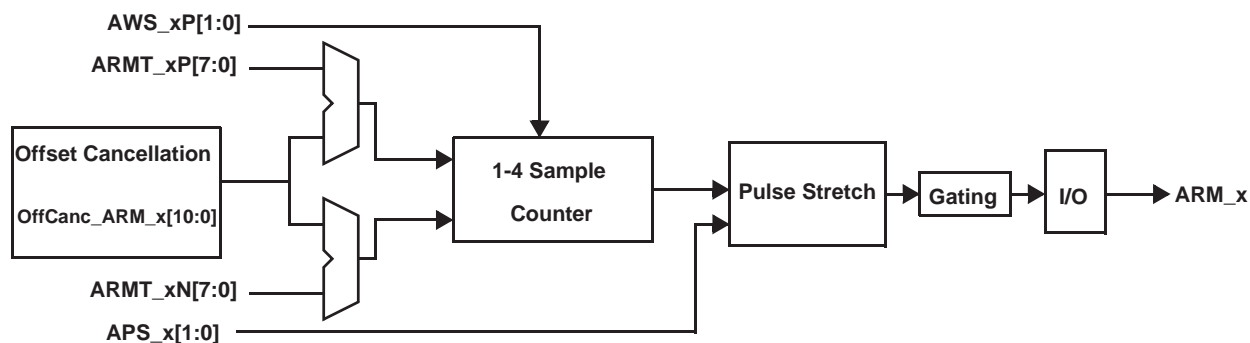 AWS_xP[1:0]
ARMT_xP[7:0]
Offset Cancellation
OffCanc_ARM_x[10:0]
1-4 Sample
Counter
Pulse Stretch
Gating
I/O
ARM_x
ARMT_xN[7:0]
APS_x[1:0]